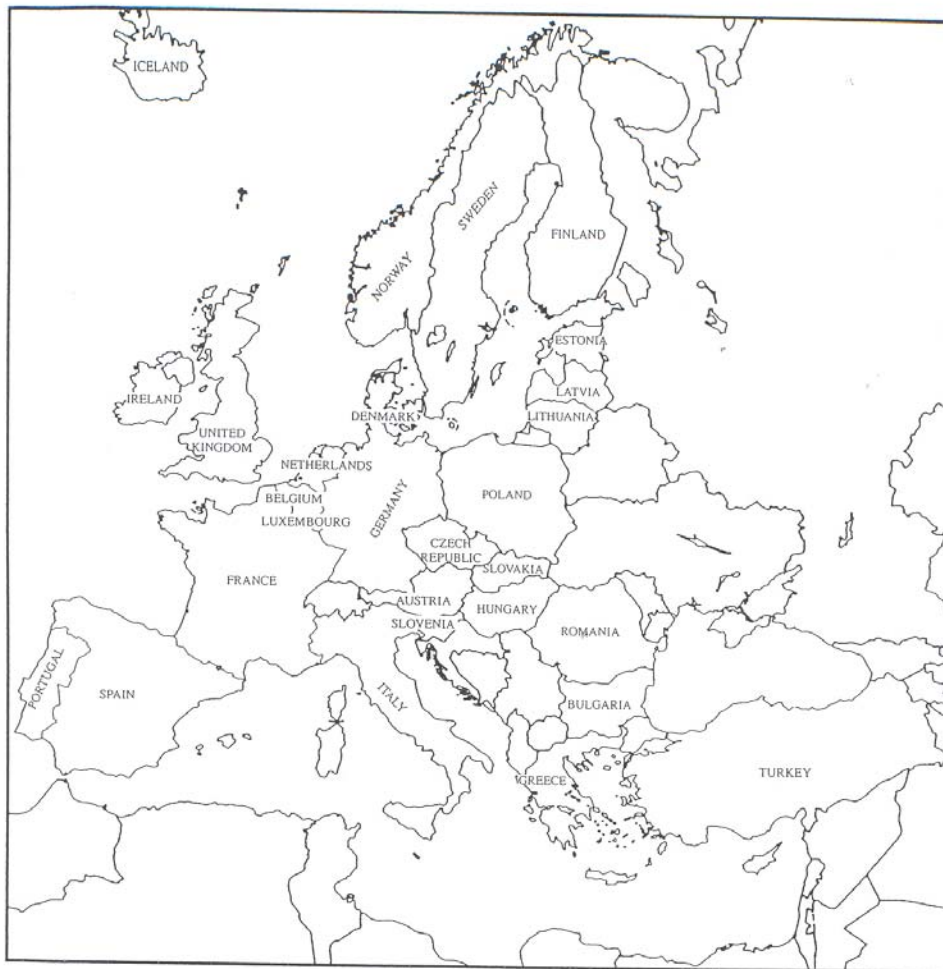 ICELAND
SWEDEN
FINLAND
NORWAY
ESTONIA
LATVIA
IRELAND
DENMARK
LITHUANIA
UNITED
KINGDOM
NETHERLANDS
BELGIUM
LUXEMBOURG
GERMANY
POLAND
CZECH
REPUBLIC
SLOVAKIA
FRANCE
AUSTRIA
HUNGARY
SLOVENIA
ROMANIA
PORTUGAL
SPAIN
ITALY
BULGARIA
GREECE
TURKEY